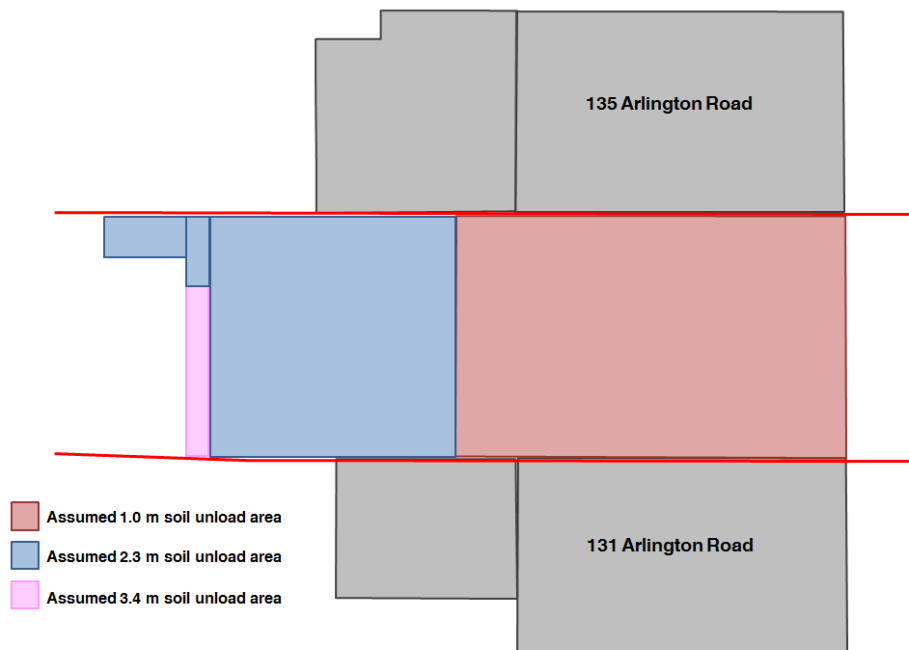 135 Arlington Road
Assumed 1.0 m soil unload area
131 Arlington Road
Assumed 2.3 m soil unload area
Assumed 3.4 m soil unload area